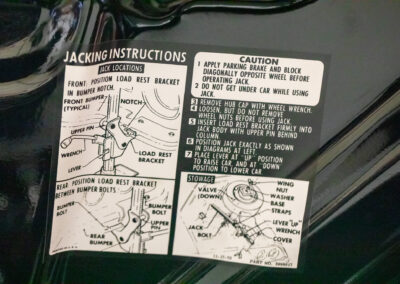 JACKING INSTRUCTIONS
JACK LOCATIONS
FRONT: POSITION LOAD REST BRACKET
IN BUMPER NOTCH.
FRONT BUMPER
(TYPICAL)
NOTCH
UPPER PIN
WRENCH
LEVER
LOAD REST
BRACKET
REAR POSITION LOAD REST BRACKET
BETWEEN BUMPER BOLTS
BUMPER
BOLT
BUMPER
BOLT
UPPER
PIN
REAR
BUMPER
CAUTION
1 APPLY PARKING BRAKE AND BLOCK
DIAGONALLY OPPOSITE WHEEL BEFORE
OPERATING JACK.
2 DO NOT GET UNDER CAR WHILE USING
JACK.
3 REMOVE HUB CAP WITH WHEEL WRENCH.
4 LOOSEN, BUT DO NOT REMOVE
WHEEL NUTS BEFORE USING JACK.
5 INSERT LOAD REST BRACKET FIRMLY INTO
JACK BODY WITH UPPER PIN BEHIND
COLUMN.
6 POSITION JACK EXACTLY AS SHOWN
IN DIAGRAMS AT LEFT.
7 PLACE LEVER AT "UP" POSITION
TO RAISE CAR AND AT "DOWN"
POSITION TO LOWER CAR
STOWAGE
VALVE
(DOWN)
WING
NUT
WASHER
BASE
STRAPS
LEVER "UP"
WRENCH
COVER
JACK
BOLT
PART NO.